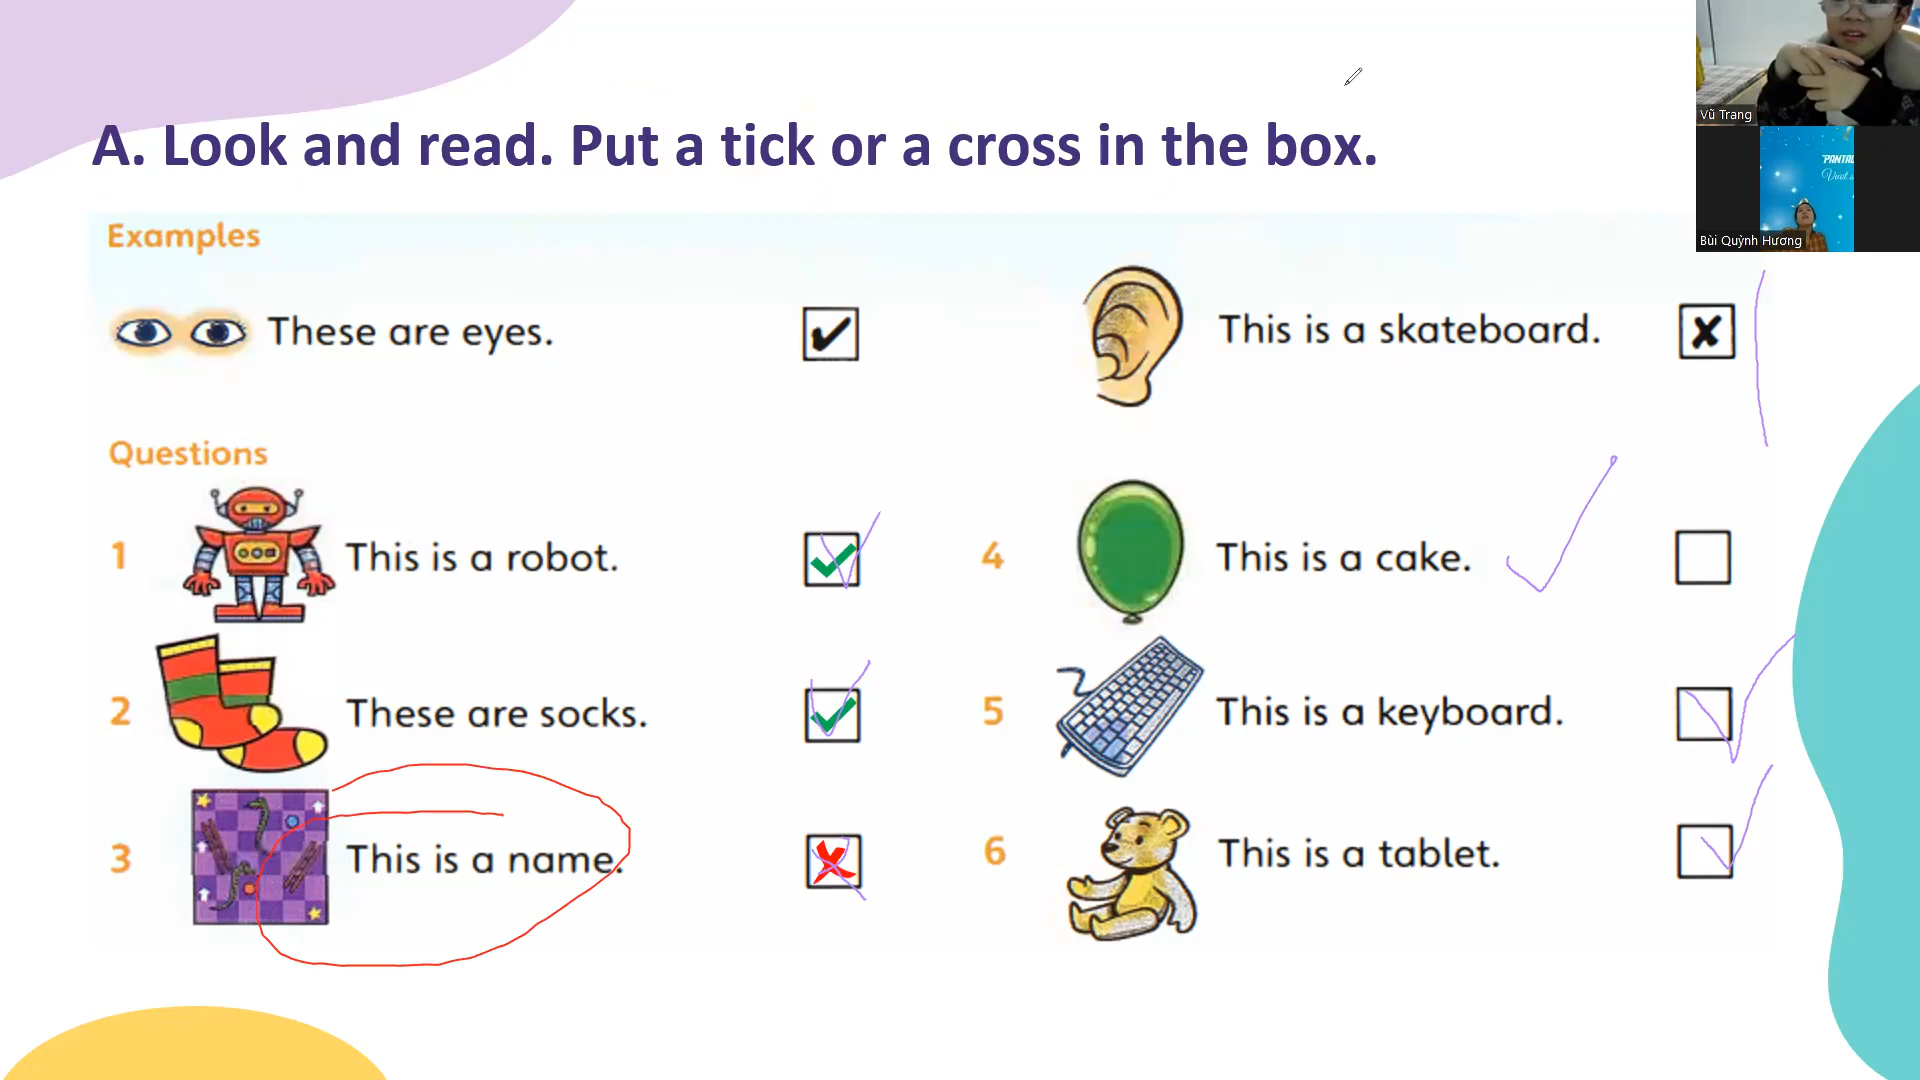 A. Look and read. Put a tick or a cross in the box.
Vũ Trang
Vượt
Bùi Quỳnh Hương
Examples
These are eyes.
This is a skateboard.
Questions
1 This is a robot.
4 This is a cake.
2 These are socks.
5 This is a keyboard.
3 This is a name.
6 This is a tablet.